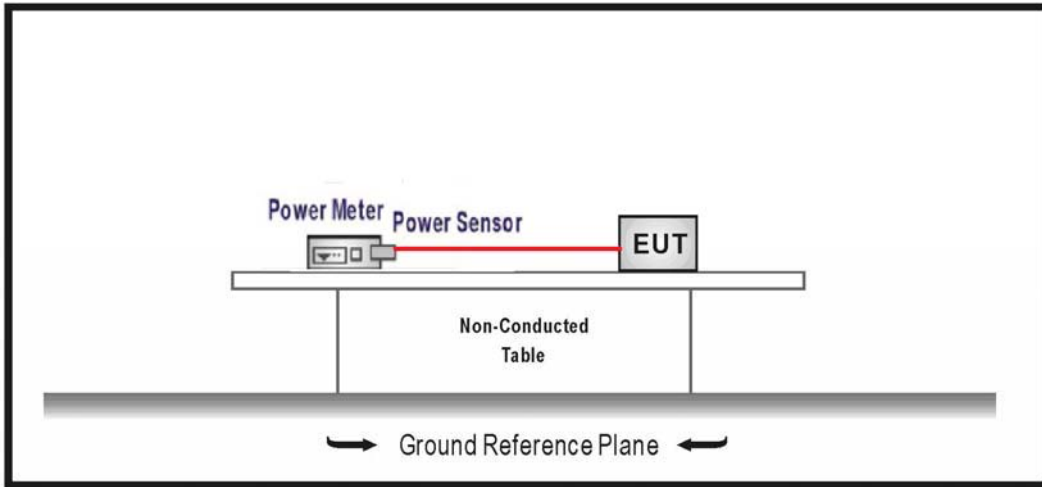 Power Meter
Power Sensor
EUT
Non-Conducted
Table
Ground Reference Plane